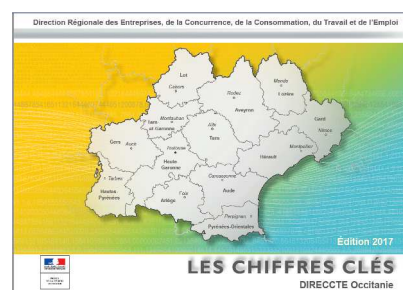 Direction Régionale des Entreprises, de la Concurrence, de la Consommation, du Travail et de l'Emploi
Lot
Cahors
Rodez
Aveyron
Mende
Lozère
Montauban
Tarn
et Garonne
Albi
Tarn
Gard
Nîmes
Gers
Auch
Toulouse
Haute
Garonne
Montpellier
Hérault
Tarbes
Hautes
Pyrénées
Foix
Ariège
Carcassonne
Aude
Perpignan
Pyrénées-Orientales
Édition 2017
LES CHIFFRES CLÉS
DIRECCTE Occitanie